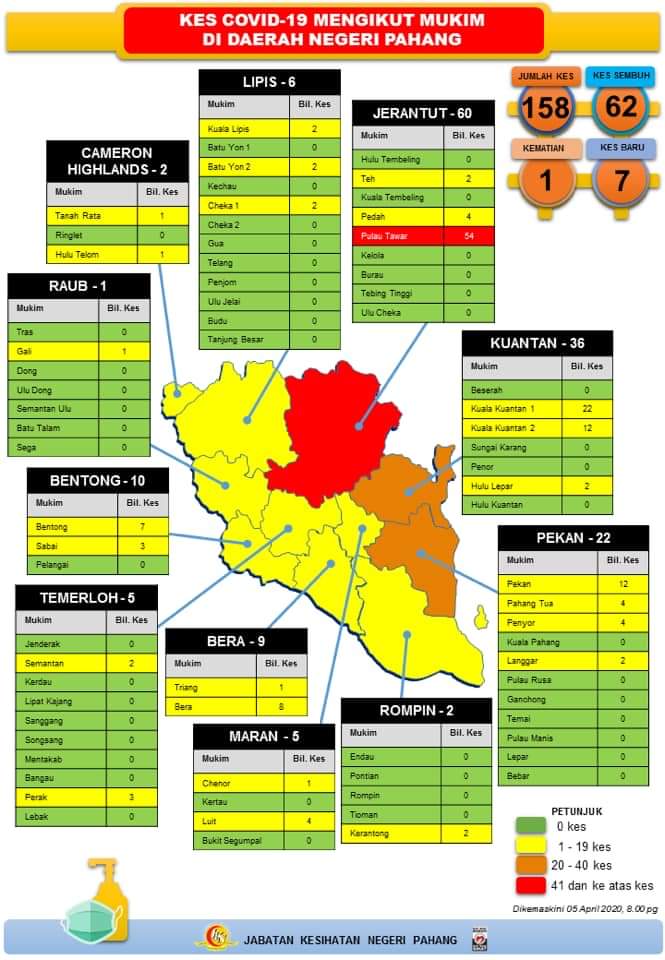 KES COVID-19 MENGIKUT MUKIM
DI DAERAH NEGERI PAHANG
JUMLAH KES
158
KES SEMBUH
62
KEMATIAN
1
KES BARU
7
CAMERON
HIGHLANDS - 2
Mukim Bil. Kes
Tanah Rata 1
Ringlet 0
Hulu Telom 1
LIPIS - 6
Mukim Bil. Kes
Kuala Lipis 2
Batu Yon 1 0
Batu Yon 2 2
Kechau 0
Cheka 1 2
Cheka 2 0
Gua 0
Telang 0
Penjom 0
Ulu Jelai 0
Budu 0
Tanjung Besar 0
JERANTUT - 60
Mukim Bil. Kes
Hulu Tembeling 0
Teh 2
Kuala Tembeling 0
Pedah 4
Pulau Tawar 54
Kelola 0
Burau 0
Tebing Tinggi 0
Ulu Cheka 0
RAUB - 1
Mukim Bil. Kes
Tras 0
Gali 1
Dong 0
Ulu Dong 0
Semantan Ulu 0
Batu Talam 0
Sega 0
KUANTAN - 36
Mukim Bil. Kes
Beserah 0
Kuala Kuantan 1 22
Kuala Kuantan 2 12
Sungai Karang 0
Penor 0
Hulu Lepar 2
Hulu Kuantan 0
BENTONG - 10
Mukim Bil. Kes
Bentong 7
Sabai 3
Pelangai 0
PEKAN - 22
Mukim Bil. Kes
Pekan 12
Pahang Tua 4
Penyor 4
Kuala Pahang 0
Langgar 2
Pulau Rusa 0
Ganchong 0
Temai 0
Pulau Manis 0
Lepar 0
Bebar 0
TEMERLOH - 5
Mukim Bil. Kes
Jenderak 0
Semantan 2
Kerdau 0
Lipat Kajang 0
Sanggang 0
Songsang 0
Mentakab 0
Bangau 0
Perak 3
Lebak 0
BERA - 9
Mukim Bil. Kes
Triang 1
Bera 8
MARAN - 5
Mukim Bil. Kes
Chenor 1
Kertau 0
Luit 4
Bukit Segumpal 0
ROMPIN - 2
Mukim Bil. Kes
Endau 0
Pontian 0
Rompin 0
Tioman 0
Kerantong 2
PETUNJUK
0 kes
1 - 19 kes
20 - 40 kes
41 dan ke atas kes
Dikemaskini 05 April 2020, 8.00 pg
JABATAN KESIHATAN NEGERI PAHANG